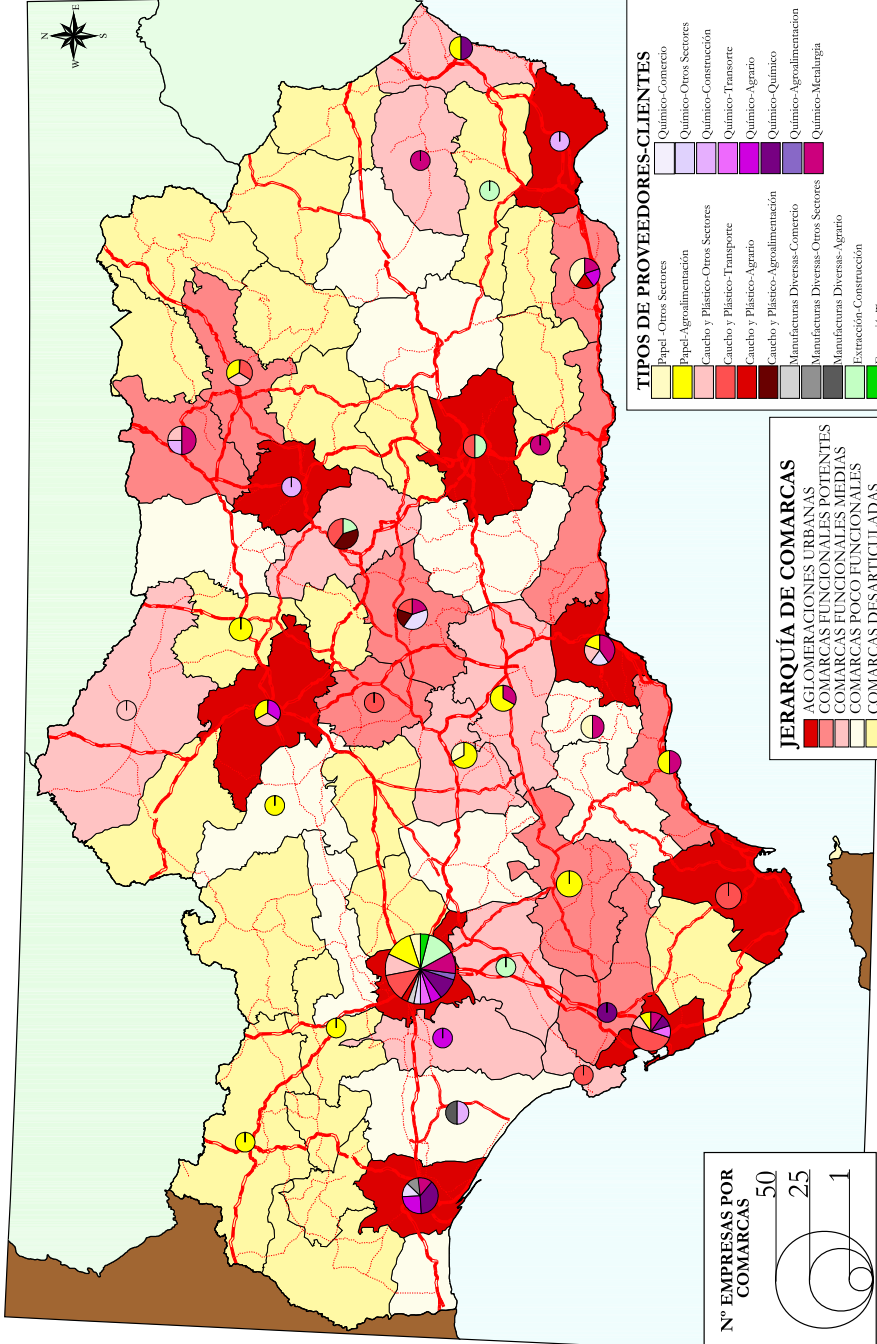 N
E
W
S
TIPOS DE PROVEEDORES-CLIENTES
Papel -Otros Sectores
Papel-Agroalimentación
Caucho y Plástico-Otros Sectores
Caucho y Plástico-Transporte
Caucho y Plástico-Agrario
Caucho y Plástico-Agroalimentación
Manufacturas Diversas-Comercio
Manufacturas Diversas-Otros Sectores
Manufacturas Diversas-Agrario
Extracción-Construcción
Químico-Comercio
Químico-Otros Sectores
Químico-Construcción
Químico-Transorte
Químico-Agrario
Químico-Químico
Químico-Agroalimentacion
Químico-Metalurgia
JERARQUÍA DE COMARCAS
AGLOMERACIONES URBANAS
COMARCAS FUNCIONALES POTENTES
COMARCAS FUNCIONALES MEDIAS
COMARCAS POCO FUNCIONALES
COMARCAS DESARTICULADAS
Nº EMPRESAS POR
COMARCAS
50
25
1